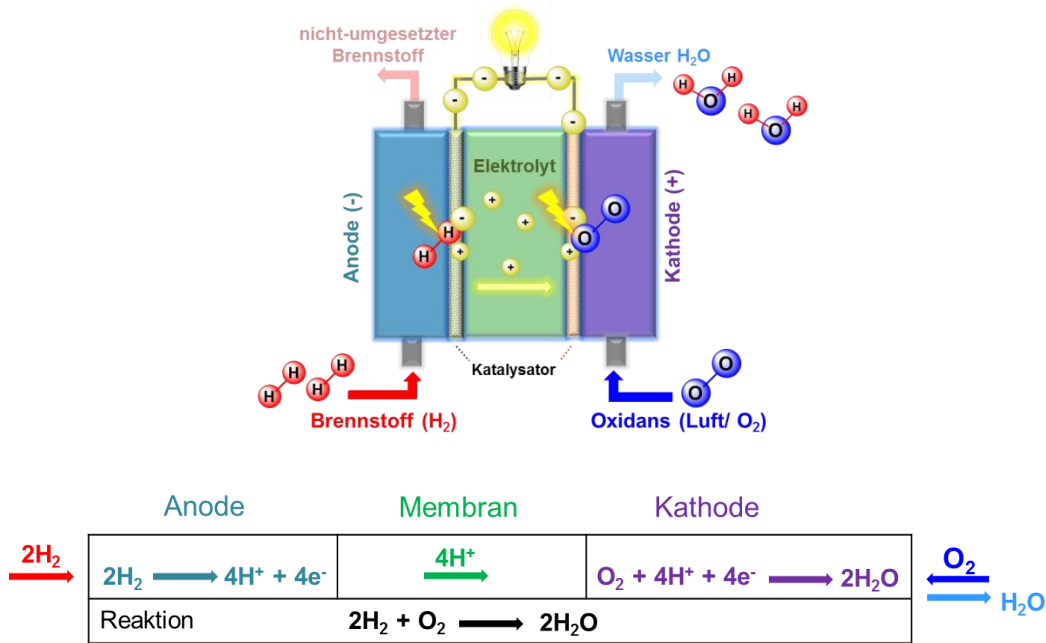 nicht-umgesetzter
Brennstoff
Wasser H₂O
H H
O
H H
O
- - - - -
Elektrolyt
Anode (-)
Kathode (+)
+ + + + +
- -
H
H
O
O
Katalysator
H H
H H
Brennstoff (H₂)
O
O
Oxidans (Luft/ O₂)
Anode Membran Kathode
2H₂
2H₂ → 4H⁺ + 4e⁻
4H⁺
O₂ + 4H⁺ + 4e⁻ → 2H₂O
O₂
H₂O
Reaktion 2H₂ + O₂ → 2H₂O